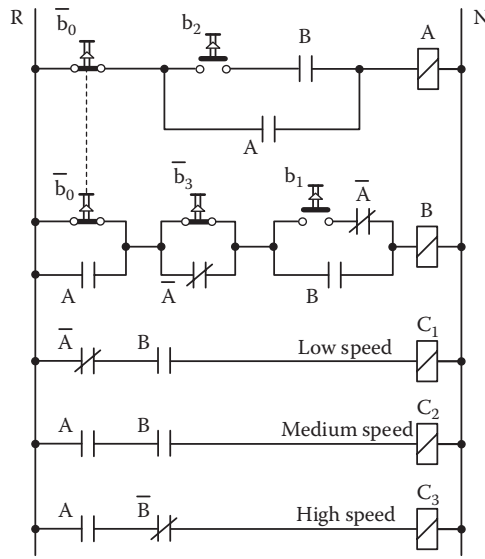 R b̅₀ b₂ B A N
A
b̅₀ b̅₃ b₁ A̅ B
A A̅ B
A̅ B Low speed C₁
A B Medium speed C₂
A B̅ High speed C₃